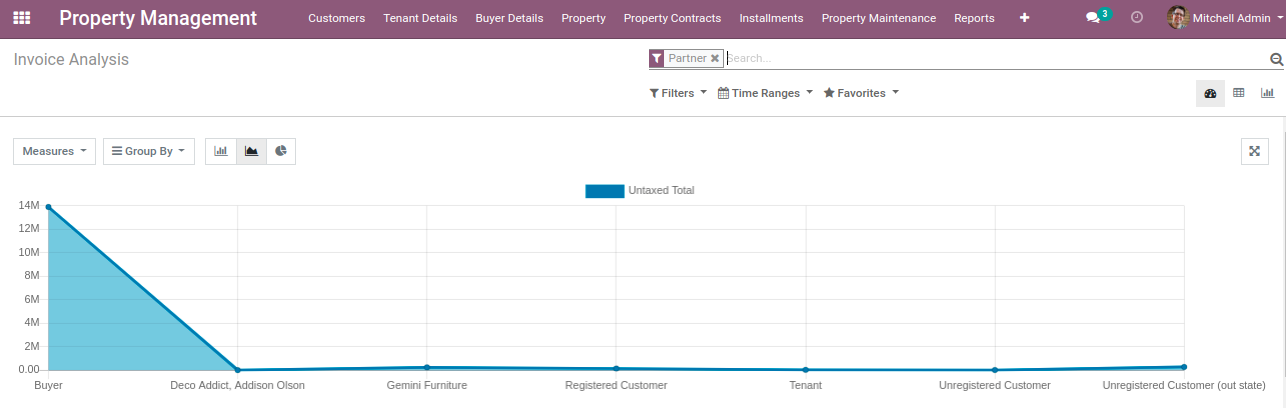 Property Management Customers Tenant Details Buyer Details Property Property Contracts Installments Property Maintenance Reports + 3 Mitchell Admin
Invoice Analysis Partner Search...
Filters Time Ranges Favorites
Measures Group By
Untaxed Total
14M
12M
10M
8M
6M
4M
2M
0.00
Buyer Deco Addict, Addison Olson Gemini Furniture Registered Customer Tenant Unregistered Customer Unregistered Customer (out state)